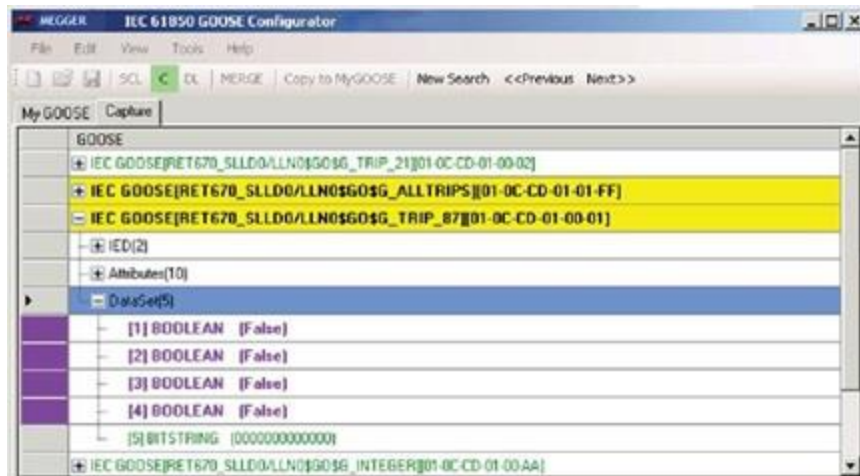 MEGGER IEC 61850 GOOSE Configurator
File Edit View Tools Help
SCL C DL MERGE Copy to MyGOOSE New Search <<Previous Next>>
My GOOSE Capture
GOOSE
IEC GOOSE[RET670_SLLD0/LLN0$GO$G_TRIP_21][01-0C-CD-01-00-02]
IEC GOOSE[RET670_SLLD0/LLN0$GO$G_ALLTRIPS][01-0C-CD-01-01-FF]
IEC GOOSE[RET670_SLLD0/LLN0$GO$G_TRIP_87][01-0C-CD-01-00-01]
IED(2)
Attributes(10)
DataSet(5)
[1] BOOLEAN (False)
[2] BOOLEAN (False)
[3] BOOLEAN (False)
[4] BOOLEAN (False)
[5] BITSTRING (0000000000000)
IEC GOOSE[RET670_SLLD0/LLN0$GO$G_INTEGER][01-0C-CD-01-00-AA]